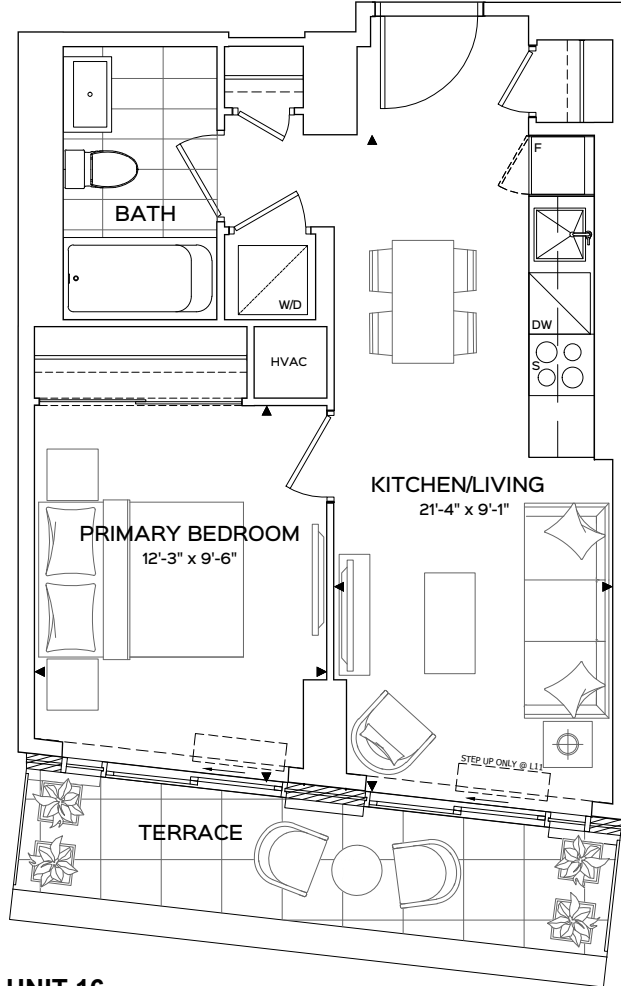 F
BATH
W/D
DW
HVAC
S
KITCHEN/LIVING
21'-4" x 9'-1"
PRIMARY BEDROOM
12'-3" x 9'-6"
STEP UP ONLY @ L11
TERRACE
UNIT 16